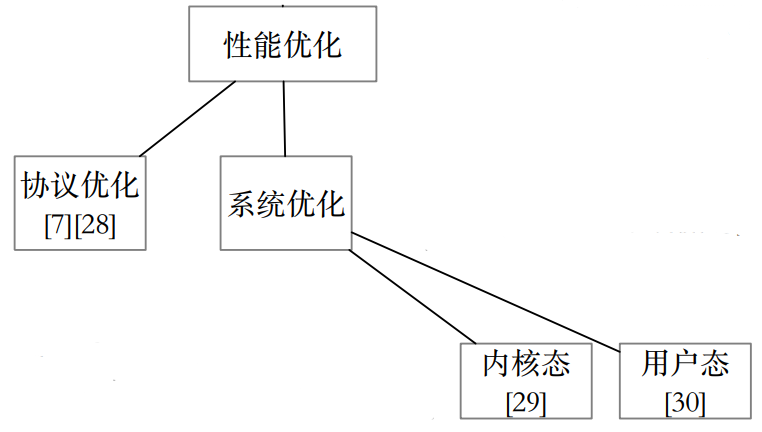 性能优化
协议优化
[7][28]
系统优化
内核态
[29]
用户态
[30]